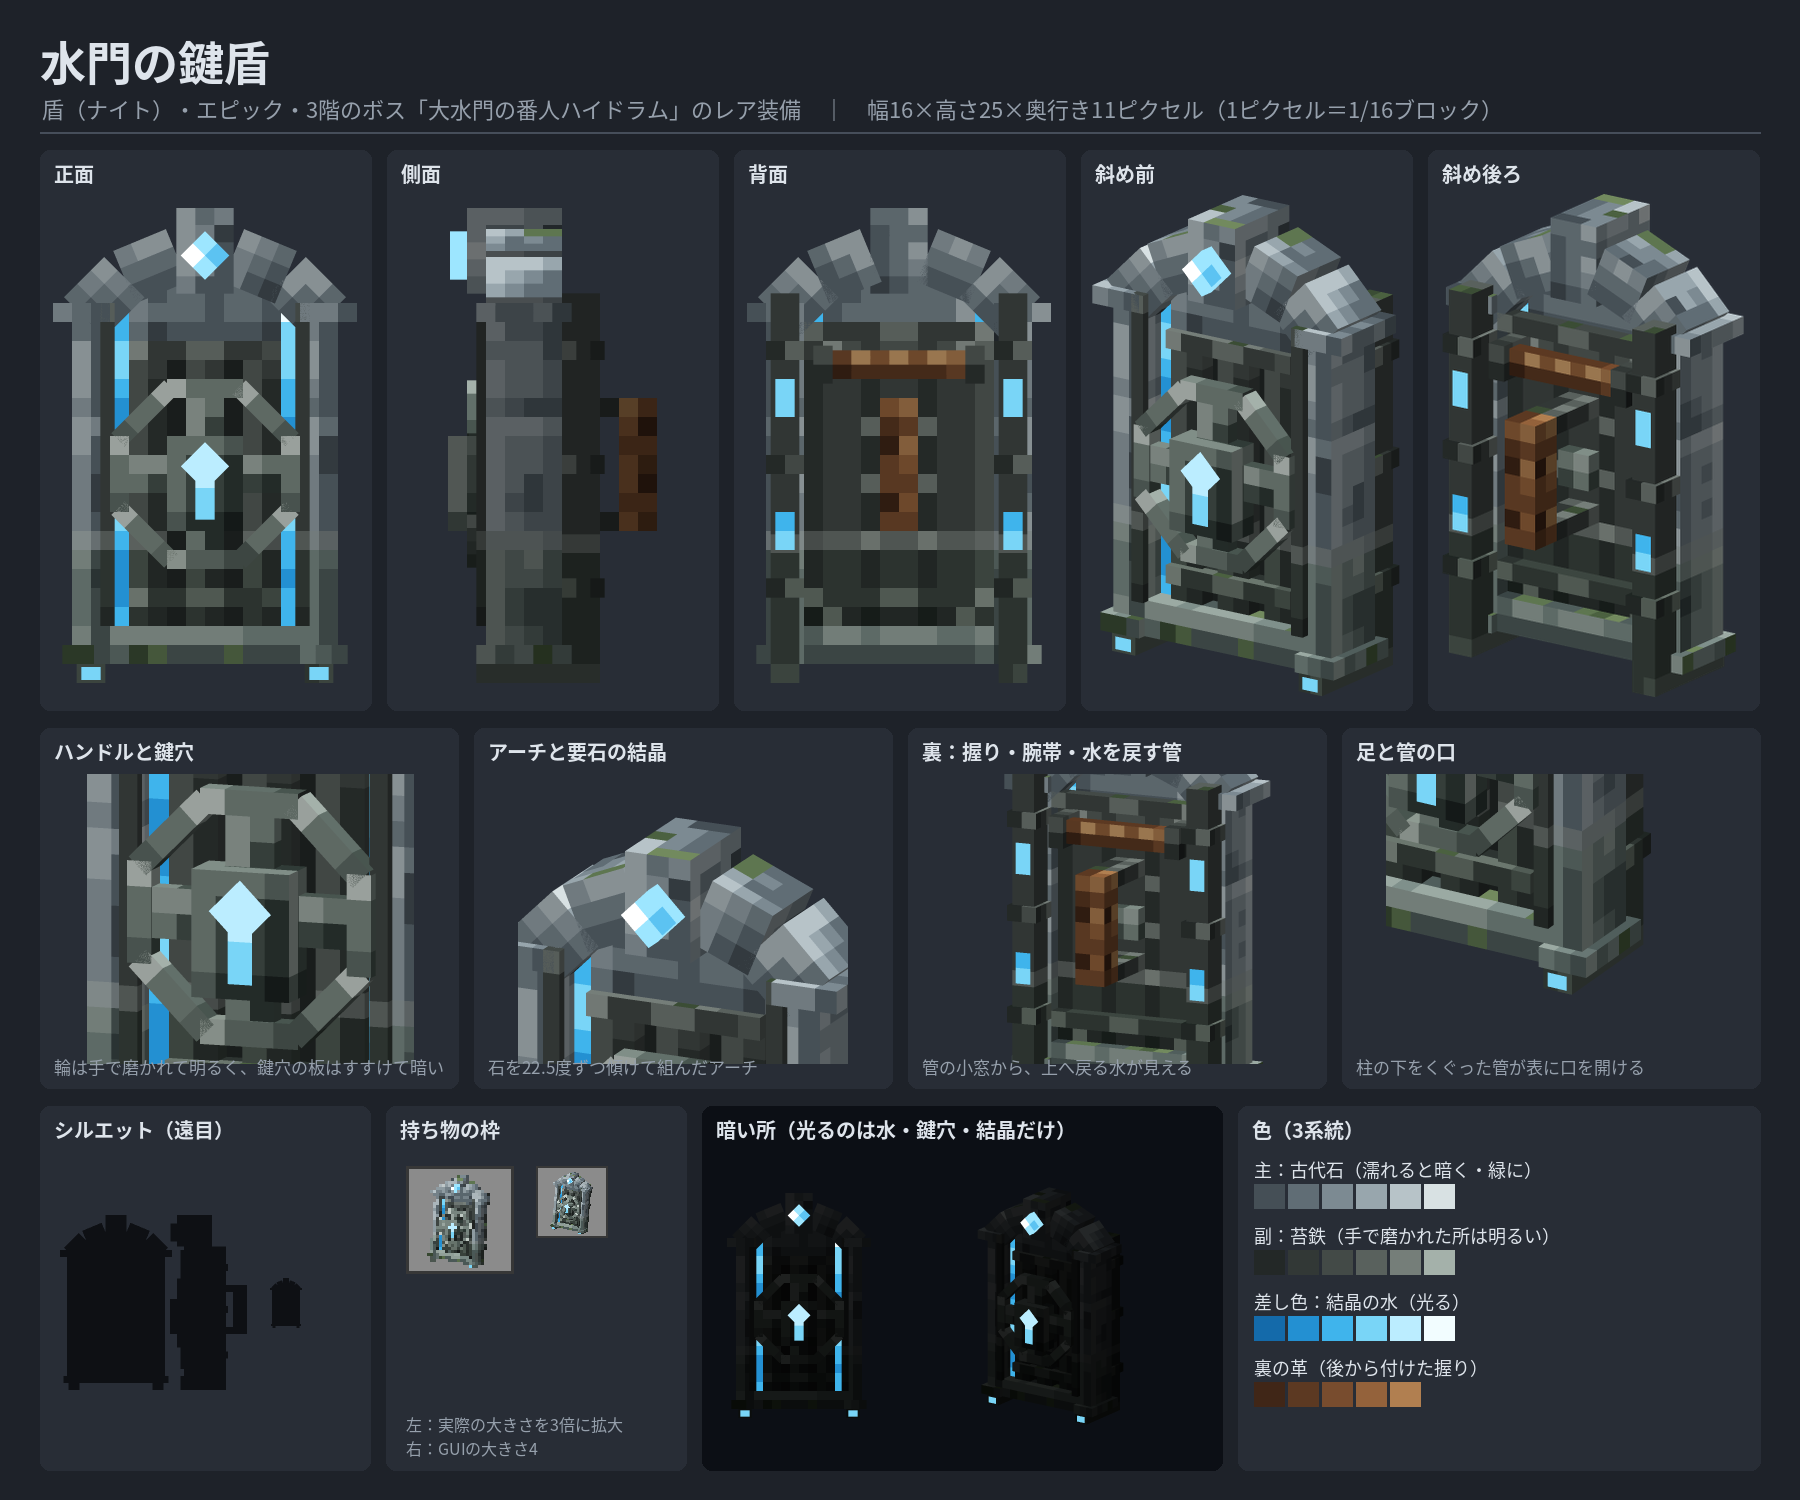 水門の鍵盾
盾（ナイト）・エピック・3階のボス「大水門の番人ハイドラム」のレア装備　｜　幅16×高さ25×奥行き11ピクセル（1ピクセル＝1/16ブロック）
正面
側面
背面
斜め前
斜め後ろ
ハンドルと鍵穴
アーチと要石の結晶
裏：握り・腕帯・水を戻す管
足と管の口
輪は手で磨かれて明るく、鍵穴の板はすすけて暗い
石を22.5度ずつ傾けて組んだアーチ
管の小窓から、上へ戻る水が見える
柱の下をくぐった管が表に口を開ける
シルエット（遠目）
持ち物の枠
左：実際の大きさを3倍に拡大
右：GUIの大きさ4
暗い所（光るのは水・鍵穴・結晶だけ）
色（3系統）
主：古代石（濡れると暗く・緑に）
副：苔鉄（手で磨かれた所は明るい）
差し色：結晶の水（光る）
裏の革（後から付けた握り）